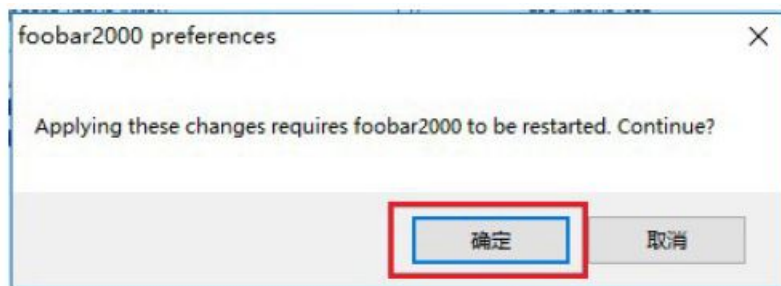 foobar2000 preferences
Applying these changes requires foobar2000 to be restarted. Continue?
确定
取消